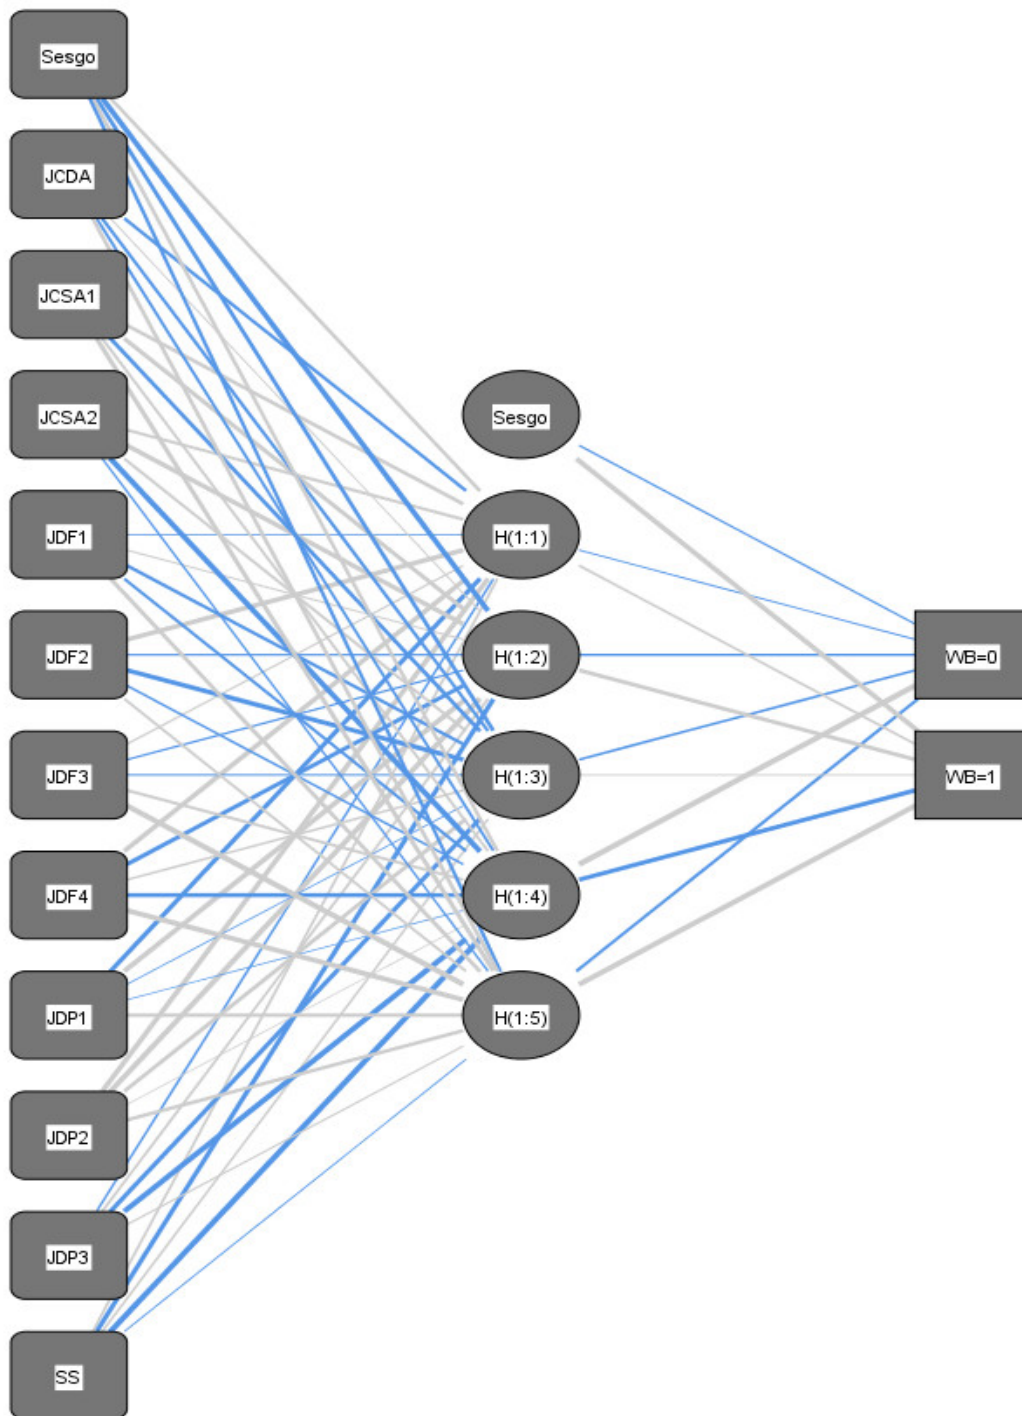 Sesgo
JCDA
JCSA1
JCSA2
JDF1
JDF2
JDF3
JDF4
JDP1
JDP2
JDP3
SS
Sesgo
H(1:1)
H(1:2)
H(1:3)
H(1:4)
H(1:5)
WB=0
WB=1